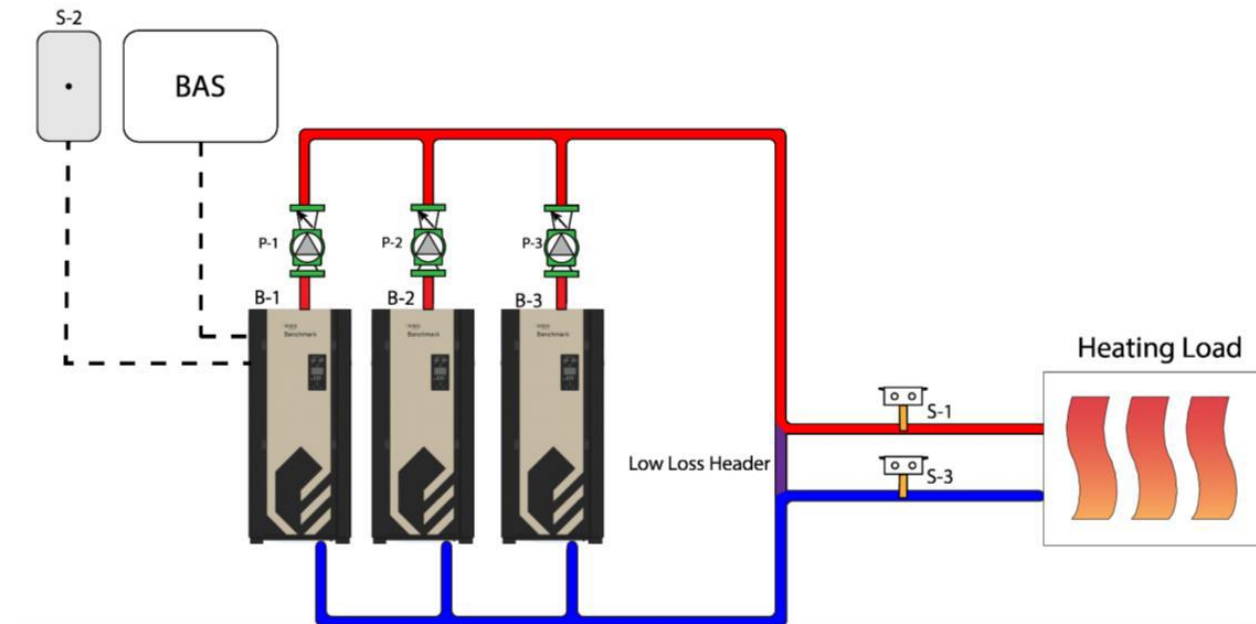 S-2
BAS
P-1
P-2
P-3
B-1
B-2
B-3
Benchmark
Benchmark
Benchmark
Heating Load
S-1
Low Loss Header
S-3